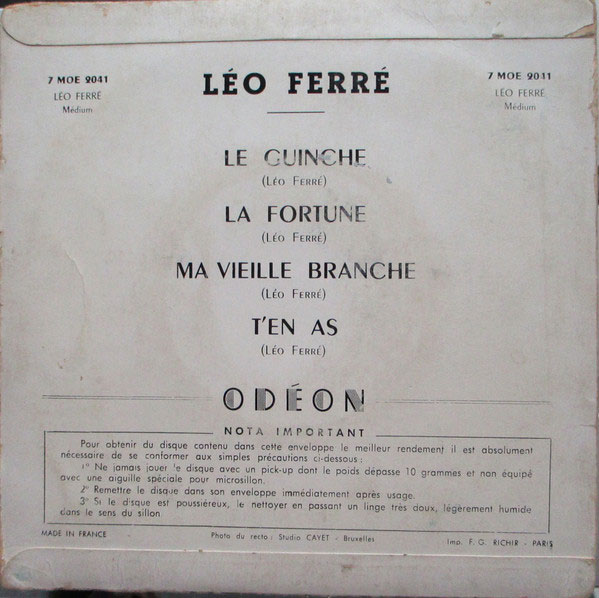 7 MOE 2041
LÉO FERRÉ
Médium
LÉO FERRÉ
7 MOE 2041
LÉO FERRÉ
Médium
LE GUINCHE
(LÉO FERRÉ)
LA FORTUNE
(LÉO FERRÉ)
MA VIEILLE BRANCHE
(LÉO FERRÉ)
T'EN AS
(LÉO FERRÉ)
ODÉON
NOTA IMPORTANT
Pour obtenir du disque contenu dans cette enveloppe le meilleur rendement il est absolument
nécessaire de se conformer aux simples précautions ci-dessous :
1° Ne jamais jouer le disque avec un pick-up dont le poids dépasse 10 grammes et non équipé
avec une aiguille spéciale pour microsillon.
2° Remettre le disque dans son enveloppe immédiatement après usage.
3° Si le disque est poussiéreux, le nettoyer en passant un linge très doux, légèrement humide
dans le sens du sillon.
MADE IN FRANCE
Photo du recto : Studio CAYET - Bruxelles
Imp. F. G. RICHIR - PARIS